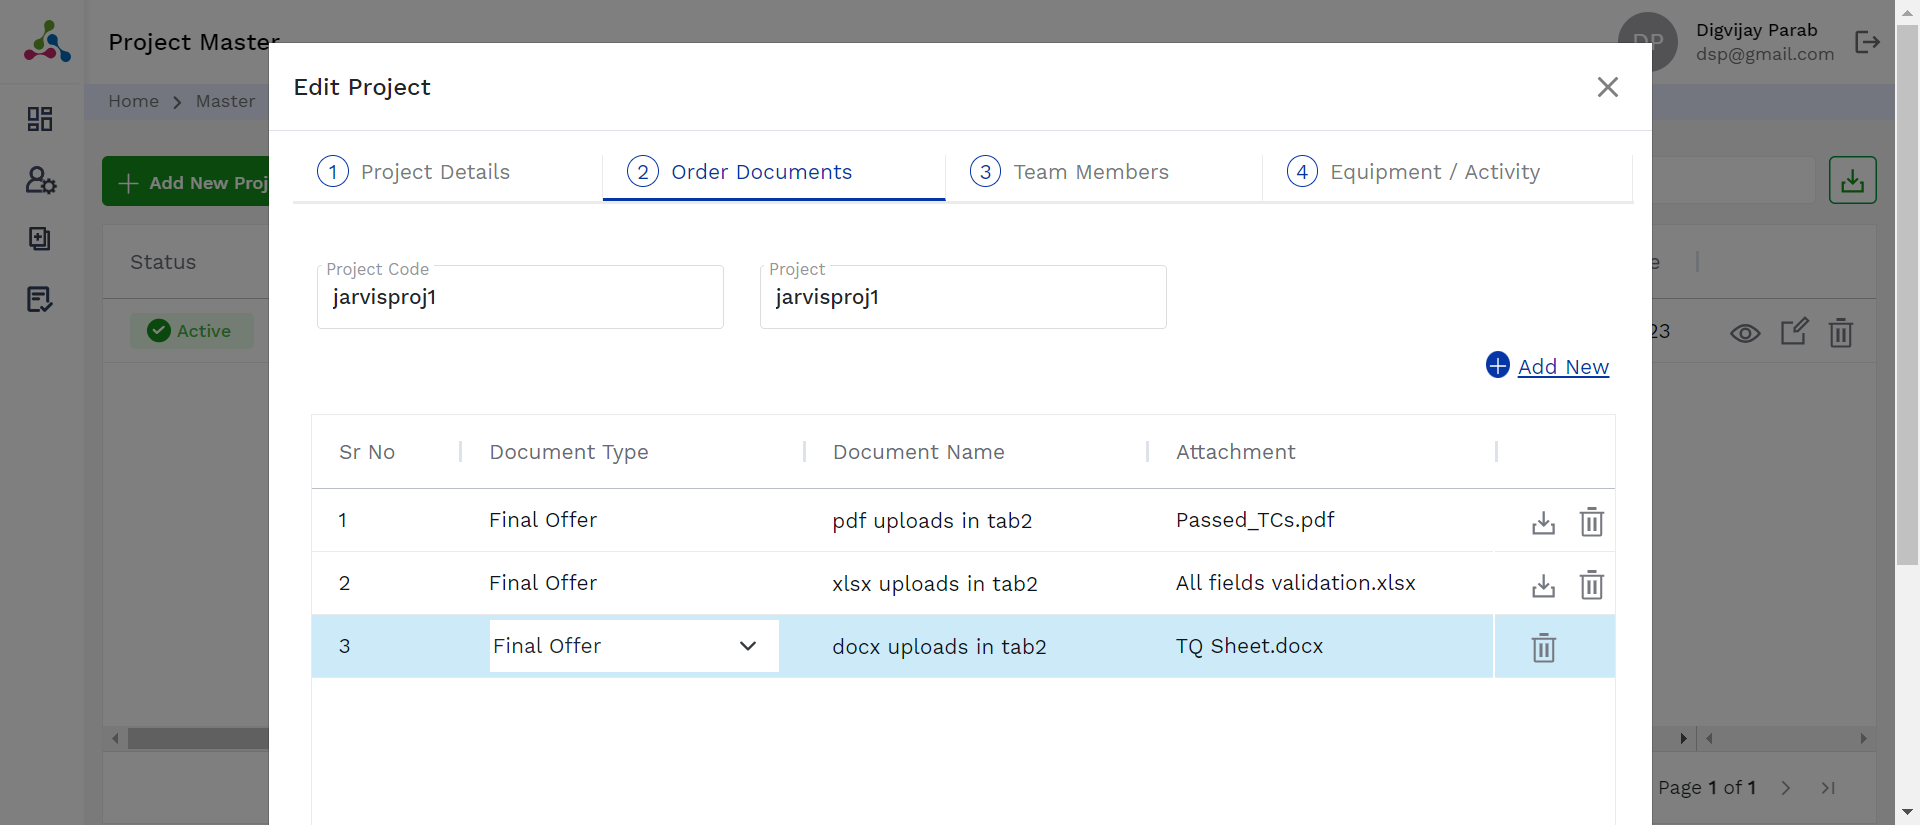 Project Master
DP
Digvijay Parab
dsp@gmail.com
Home
Master
Add New Proj
Status
Active
23
Page 1 of 1
Edit Project
1 Project Details
2 Order Documents
3 Team Members
4 Equipment / Activity
Project Code
jarvisproj1
Project
jarvisproj1
Add New
Sr No Document Type Document Name Attachment
1 Final Offer pdf uploads in tab2 Passed_TCs.pdf
2 Final Offer xlsx uploads in tab2 All fields validation.xlsx
3 Final Offer docx uploads in tab2 TQ Sheet.docx